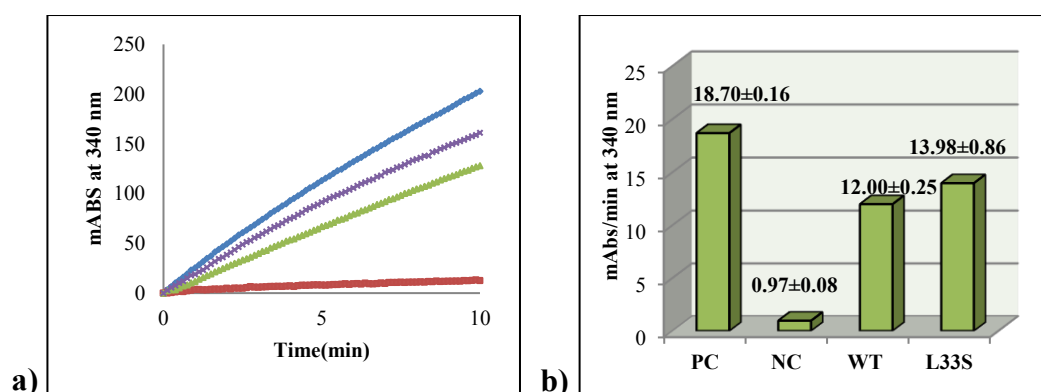 250
200
150
100
50
0
mABS at 340 nm
0 5 10
Time(min)
a)
25
20
15
10
5
0
mAbs/min at 340 nm
18.70±0.16
0.97±0.08
12.00±0.25
13.98±0.86
PC NC WT L33S
b)